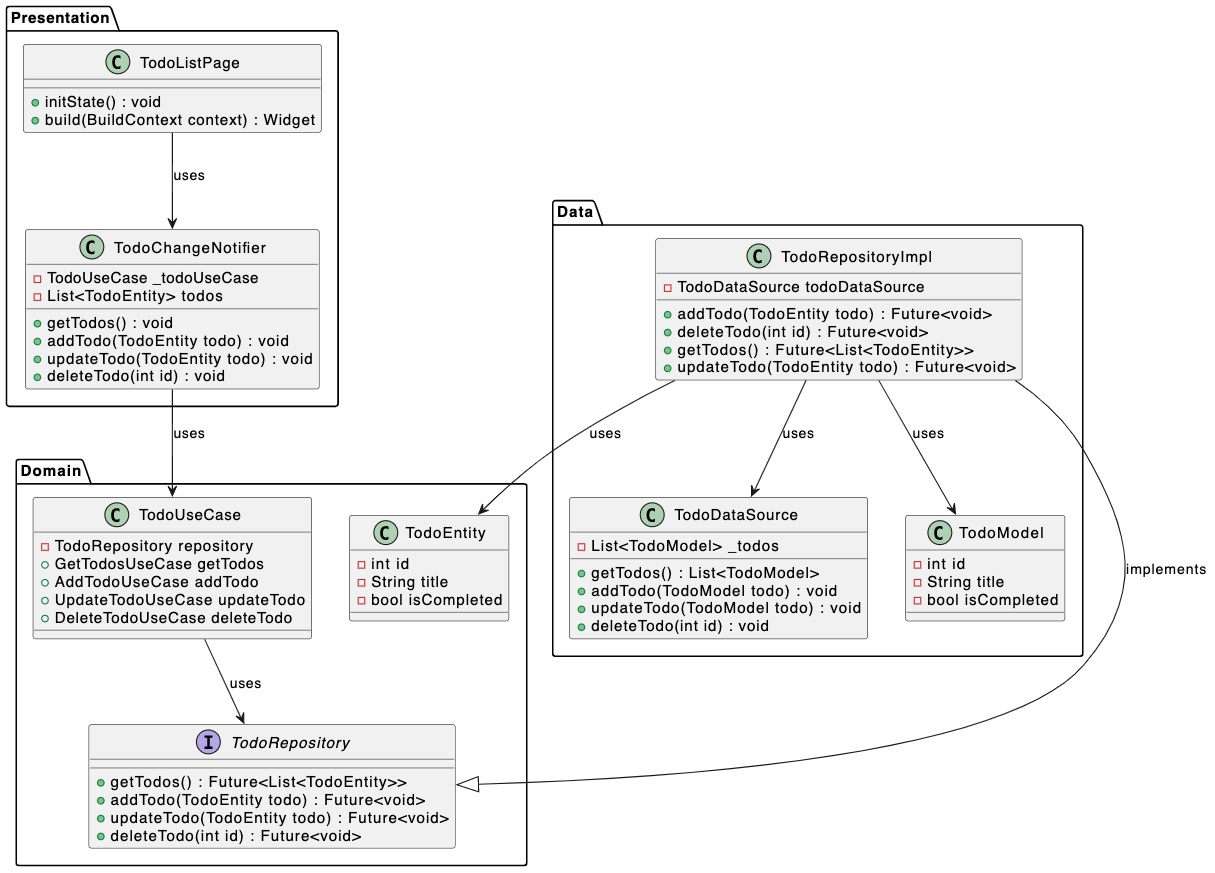 Presentation
C TodoListPage
initState() : void
build(BuildContext context) : Widget
uses
C TodoChangeNotifier
TodoUseCase _todoUseCase
List<TodoEntity> todos
getTodos() : void
addTodo(TodoEntity todo) : void
updateTodo(TodoEntity todo) : void
deleteTodo(int id) : void
uses
Data
C TodoRepositoryImpl
TodoDataSource todoDataSource
addTodo(TodoEntity todo) : Future<void>
deleteTodo(int id) : Future<void>
getTodos() : Future<List<TodoEntity>>
updateTodo(TodoEntity todo) : Future<void>
uses
uses
uses
implements
Domain
C TodoUseCase
TodoRepository repository
GetTodosUseCase getTodos
AddTodoUseCase addTodo
UpdateTodoUseCase updateTodo
DeleteTodoUseCase deleteTodo
C TodoEntity
int id
String title
bool isCompleted
C TodoDataSource
List<TodoModel> _todos
getTodos() : List<TodoModel>
addTodo(TodoModel todo) : void
updateTodo(TodoModel todo) : void
deleteTodo(int id) : void
C TodoModel
int id
String title
bool isCompleted
uses
I TodoRepository
getTodos() : Future<List<TodoEntity>>
addTodo(TodoEntity todo) : Future<void>
updateTodo(TodoEntity todo) : Future<void>
deleteTodo(int id) : Future<void>